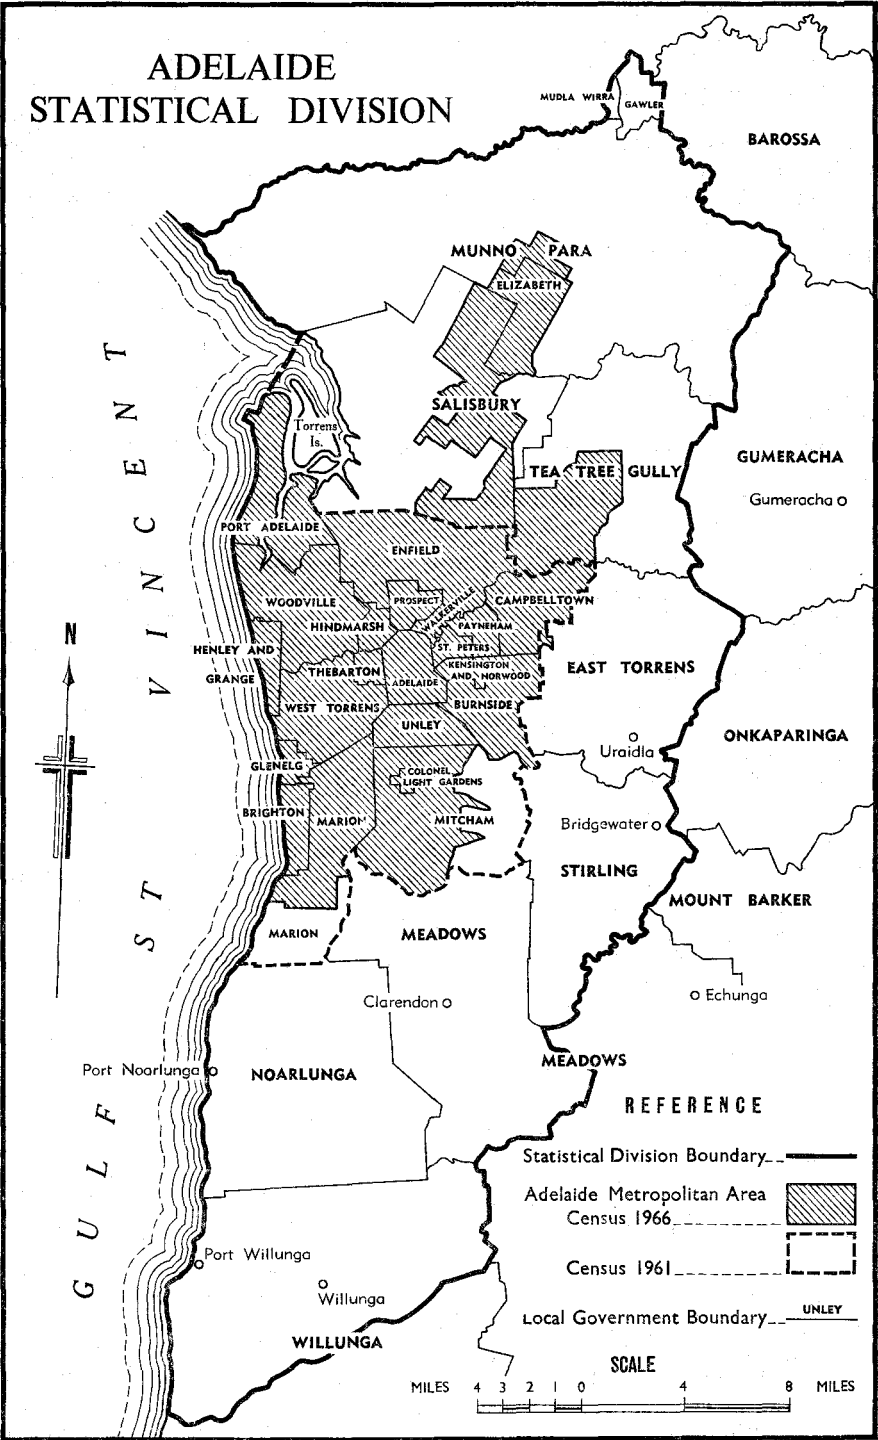 ADELAIDE
STATISTICAL DIVISION
MUDLA WIRRA
GAWLER
BAROSSA
MUNNO PARA
ELIZABETH
SALISBURY
Torrens
Is.
TEA TREE GULLY
GUMERACHA
Gumeracha
PORT ADELAIDE
ENFIELD
WOODVILLE
PROSPECT
WALKERVILLE
CAMPBELLTOWN
HINDMARSH
PAYNEHAM
ST. PETERS
HENLEY AND
GRANGE
THEBARTON
ADELAIDE
KENSINGTON
AND NORWOOD
EAST TORRENS
N
WEST TORRENS
BURNSIDE
UNLEY
Uraidla
ONKAPARINGA
GLENELG
COLONEL
LIGHT GARDENS
BRIGHTON
MARION
MITCHAM
Bridgewater
STIRLING
MOUNT BARKER
MARION
MEADOWS
Clarendon
Echunga
Port Noarlunga
NOARLUNGA
MEADOWS
GULF ST VINCENT
Port Willunga
Willunga
WILLUNGA
REFERENCE
Statistical Division Boundary
Adelaide Metropolitan Area
Census 1966
Census 1961
Local Government Boundary
UNLEY
SCALE
MILES 4 3 2 1 0 4 8 MILES